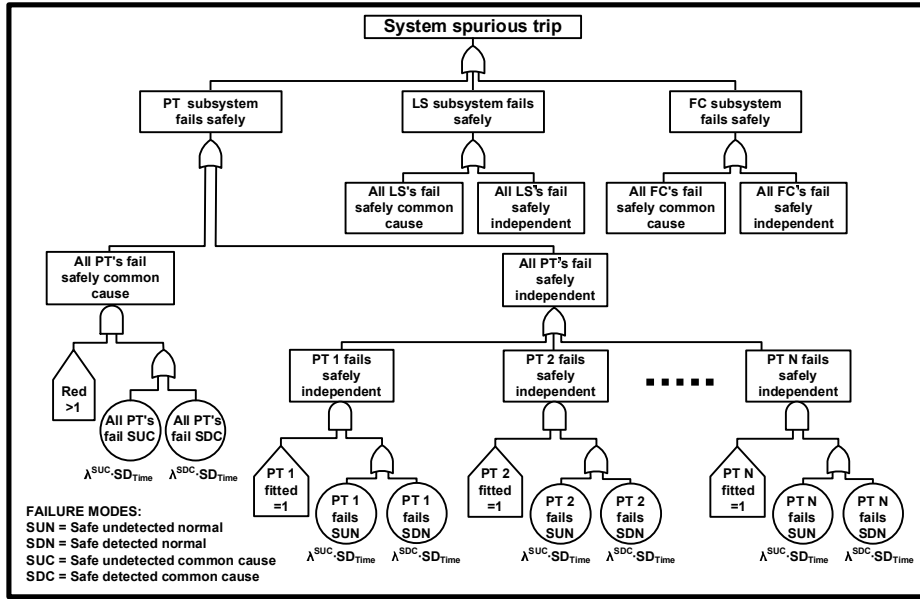 System spurious trip
PT subsystem
fails safely
LS subsystem fails
safely
FC subsystem
fails safely
All LS's fail
safely common
cause
All LS's fail
safely
independent
All FC's fail
safely common
cause
All FC's fail
safely
independent
All PT's fail
safely common
cause
All PT's fail
safely
independent
Red
>1
All PT's
fail SUC
All PT's
fail SDC
λSUC·SDTime
λSDC·SDTime
PT 1 fails
safely
independent
PT 2 fails
safely
independent
PT N fails
safely
independent
PT 1
fitted
=1
PT 1
fails
SUN
PT 1
fails
SDN
λSUC·SDTime
λSDC·SDTime
PT 2
fitted
=1
PT 2
fails
SUN
PT 2
fails
SDN
λSUC·SDTime
λSDC·SDTime
PT N
fitted
=1
PT N
fails
SUN
PT N
fails
SDN
λSUC·SDTime
λSDC·SDTime
FAILURE MODES:
SUN = Safe undetected normal
SDN = Safe detected normal
SUC = Safe undetected common cause
SDC = Safe detected common cause